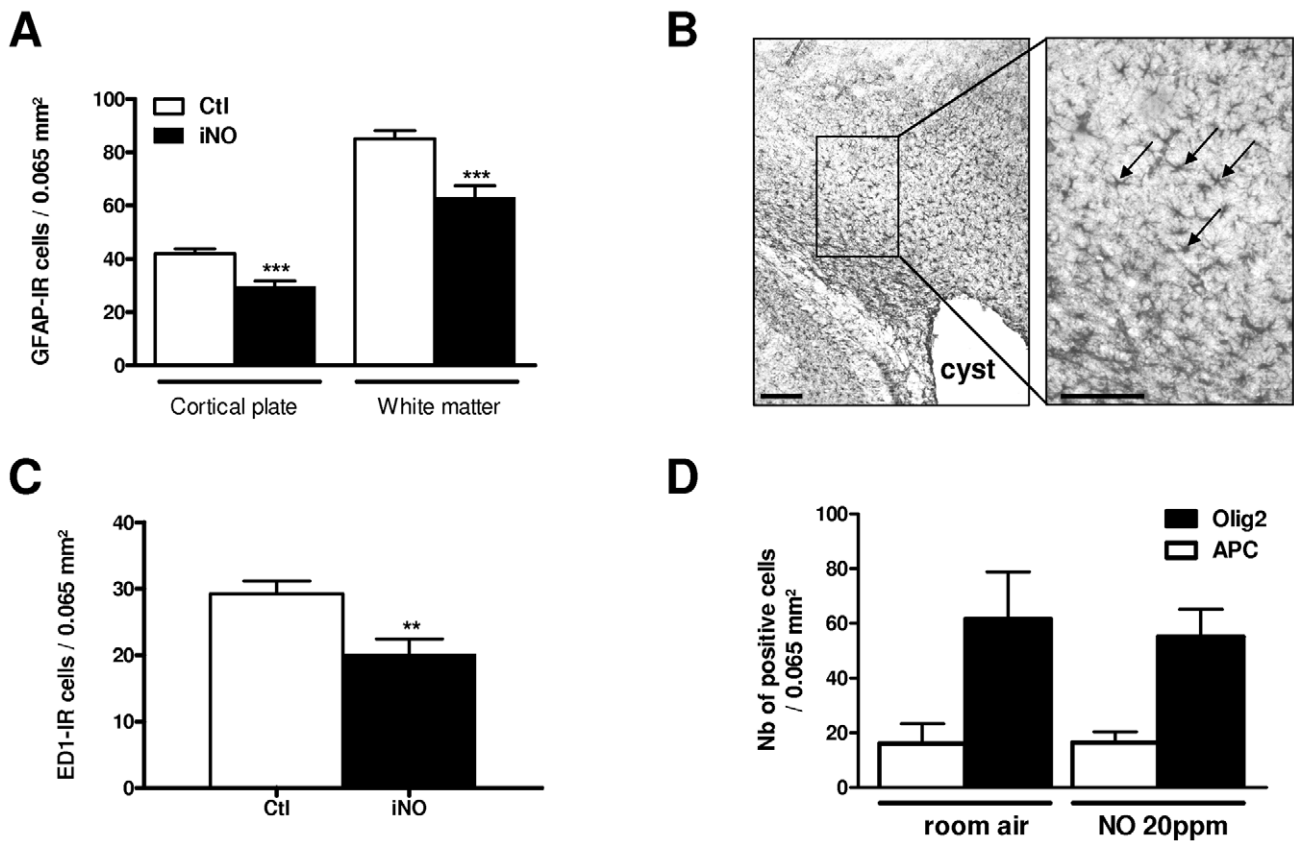 A
GFAP-IR cells / 0.065 mm²
100
80
60
40
20
0
Ctl
iNO
***
***
Cortical plate
White matter
B
cyst
C
ED1-IR cells / 0.065 mm²
40
30
20
10
0
**
Ctl
iNO
D
Nb of positive cells
/ 0.065 mm²
100
80
60
40
20
0
Olig2
APC
room air
NO 20ppm